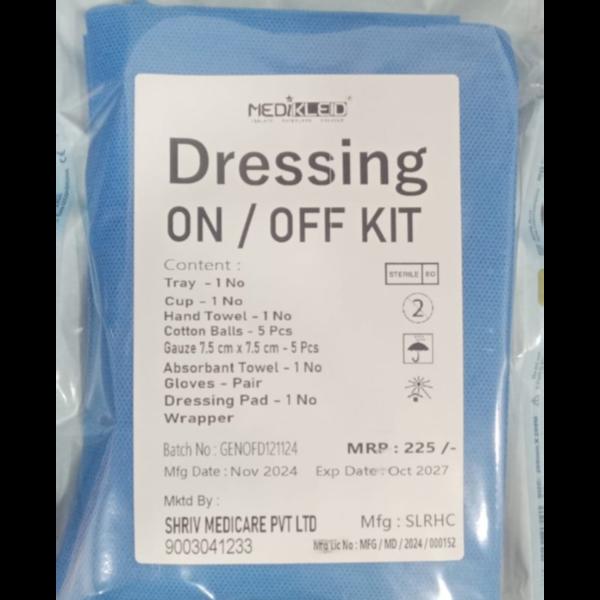 MEDIKLEID
Dressing
ON / OFF KIT
Content :
Tray - 1 No
Cup - 1 No
Hand Towel - 1 No
Cotton Balls - 5 Pcs
Gauze 7.5 cm x 7.5 cm - 5 Pcs
Absorbant Towel - 1 No
Gloves - Pair
Dressing Pad - 1 No
Wrapper
STERILE EO
2
Batch No : GENOFD121124
MRP : 225 /-
Mfg Date : Nov 2024 Exp Date : Oct 2027
Mktd By :
SHRIV MEDICARE PVT LTD
Mfg : SLRHC
9003041233
Mfg Lic No : MFG / MD / 2024 / 000152